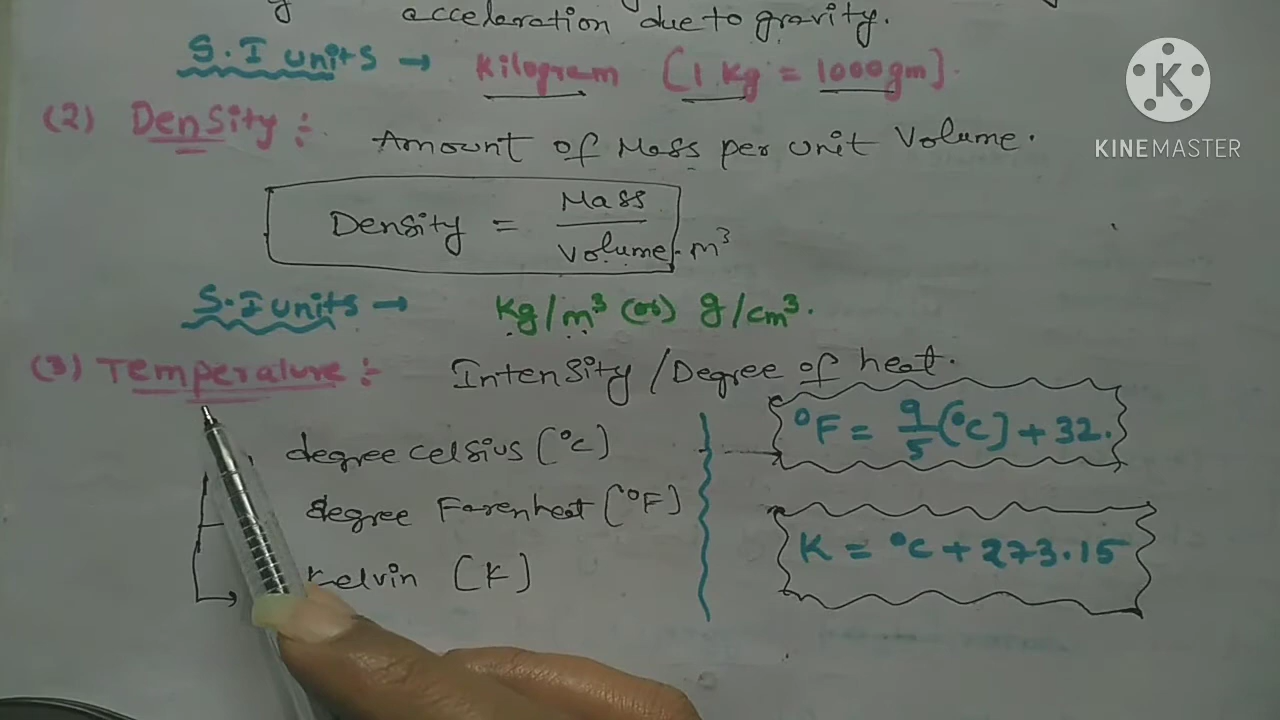 acceleration due to gravity.
S.I units → Kilogram (1 Kg = 1000gm).
K
KINEMASTER
(2) Density :- Amount of Mass per unit Volume.
Density = Mass
Volume m³
S.I units → Kg/m³ (or) g/cm³.
(3) Temperature :- Intensity / Degree of heat.
degree celsius (°c)
°F = 9/5 (°C) + 32.
degree Farenheat (°F)
K = °C + 273.15
Kelvin (K)